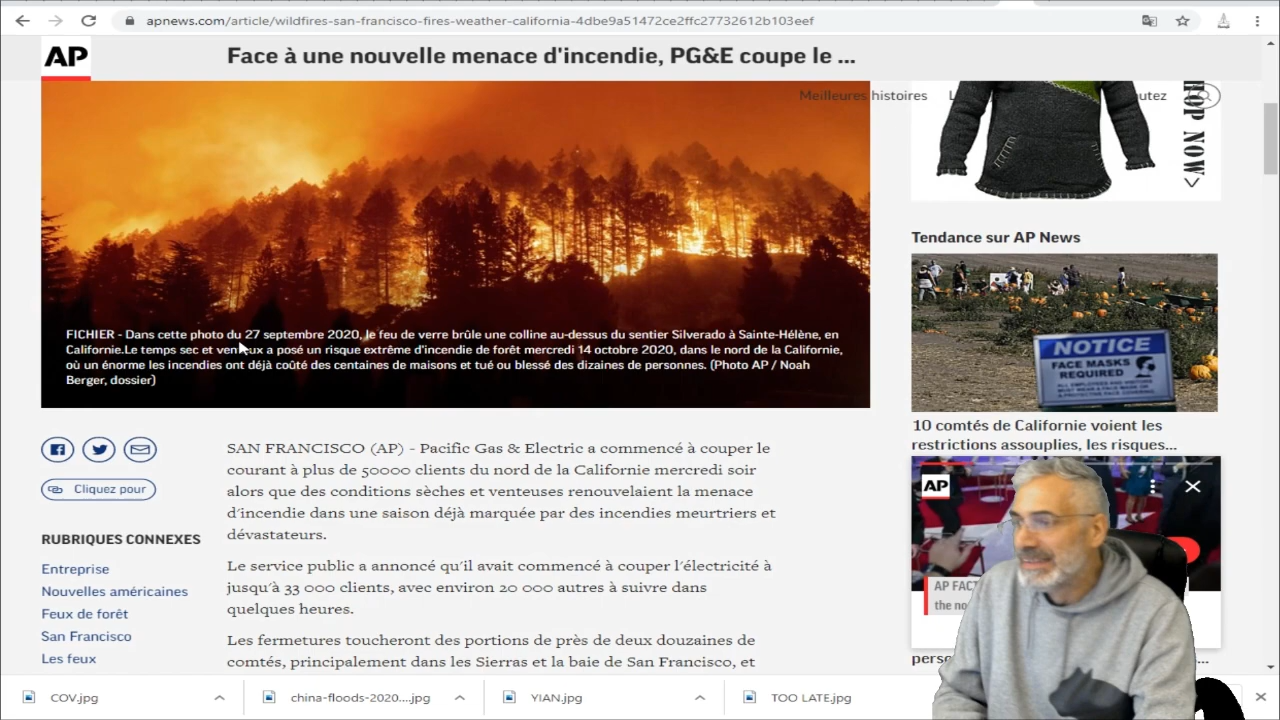 apnews.com/article/wildfires-san-francisco-fires-weather-california-4dbe9a51472ce2ffc27732612b103eef
AP
Face à une nouvelle menace d'incendie, PG&E coupe le ...
Meilleures histoires
FICHIER - Dans cette photo du 27 septembre 2020, le feu de verre brûle une colline au-dessus du sentier Silverado à Sainte-Hélène, en
Californie.Le temps sec et venteux a posé un risque extrême d'incendie de forêt mercredi 14 octobre 2020, dans le nord de la Californie,
où un énorme les incendies ont déjà coûté des centaines de maisons et tué ou blessé des dizaines de personnes. (Photo AP / Noah
Berger, dossier)
Cliquez pour
RUBRIQUES CONNEXES
Entreprise
Nouvelles américaines
Feux de forêt
San Francisco
Les feux
SAN FRANCISCO (AP) - Pacific Gas & Electric a commencé à couper le
courant à plus de 50000 clients du nord de la Californie mercredi soir
alors que des conditions sèches et venteuses renouvelaient la menace
d'incendie dans une saison déjà marquée par des incendies meurtriers et
dévastateurs.
Le service public a annoncé qu'il avait commencé à couper l'électricité à
jusqu'à 33 000 clients, avec environ 20 000 autres à suivre dans
quelques heures.
Les fermetures toucheront des portions de près de deux douzaines de
comtés, principalement dans les Sierras et la baie de San Francisco, et
NOW>
Tendance sur AP News
NOTICE
FACE MASKS
REQUIRED
10 comtés de Californie voient les
restrictions assouplies, les risques...
AP
AP FACT
the no
COV.jpg
china-floods-2020....jpg
YIAN.jpg
TOO LATE.jpg